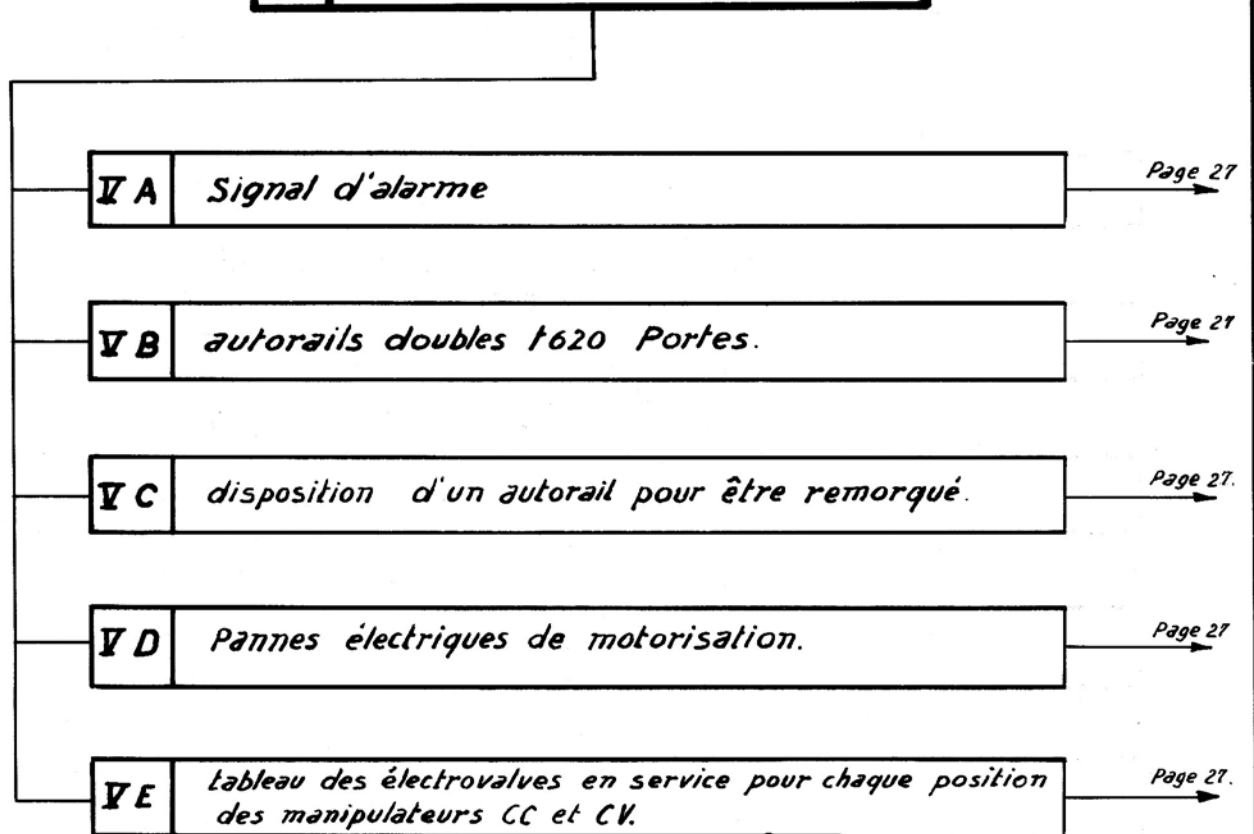 V A Signal d'alarme Page 27
V B autorails doubles t620 Portes. Page 27
V C disposition d'un autorail pour être remorqué. Page 27.
V D Pannes électriques de motorisation. Page 27
V E tableau des électrovalves en service pour chaque position Page 27.
des manipulateurs CC et CV.